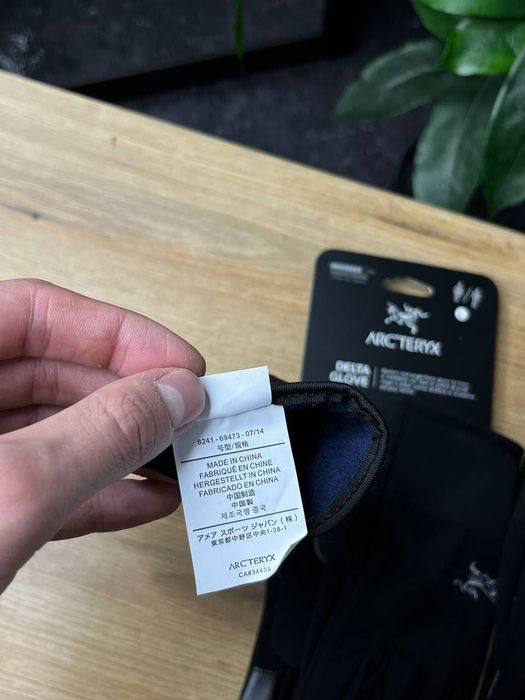 ARC'TERYX
DELTA
GLOVE
8241-69473-07/14
号型/规格
MADE IN CHINA
FABRIQUÉ EN CHINE
HERGESTELLT IN CHINA
FABRICADO EN CHINA
中国制造
中国製
제조국명 중국
アメア スポーツ ジャパン (株)
東京都中野区中央1-38-1
ARC'TERYX
CA#34438